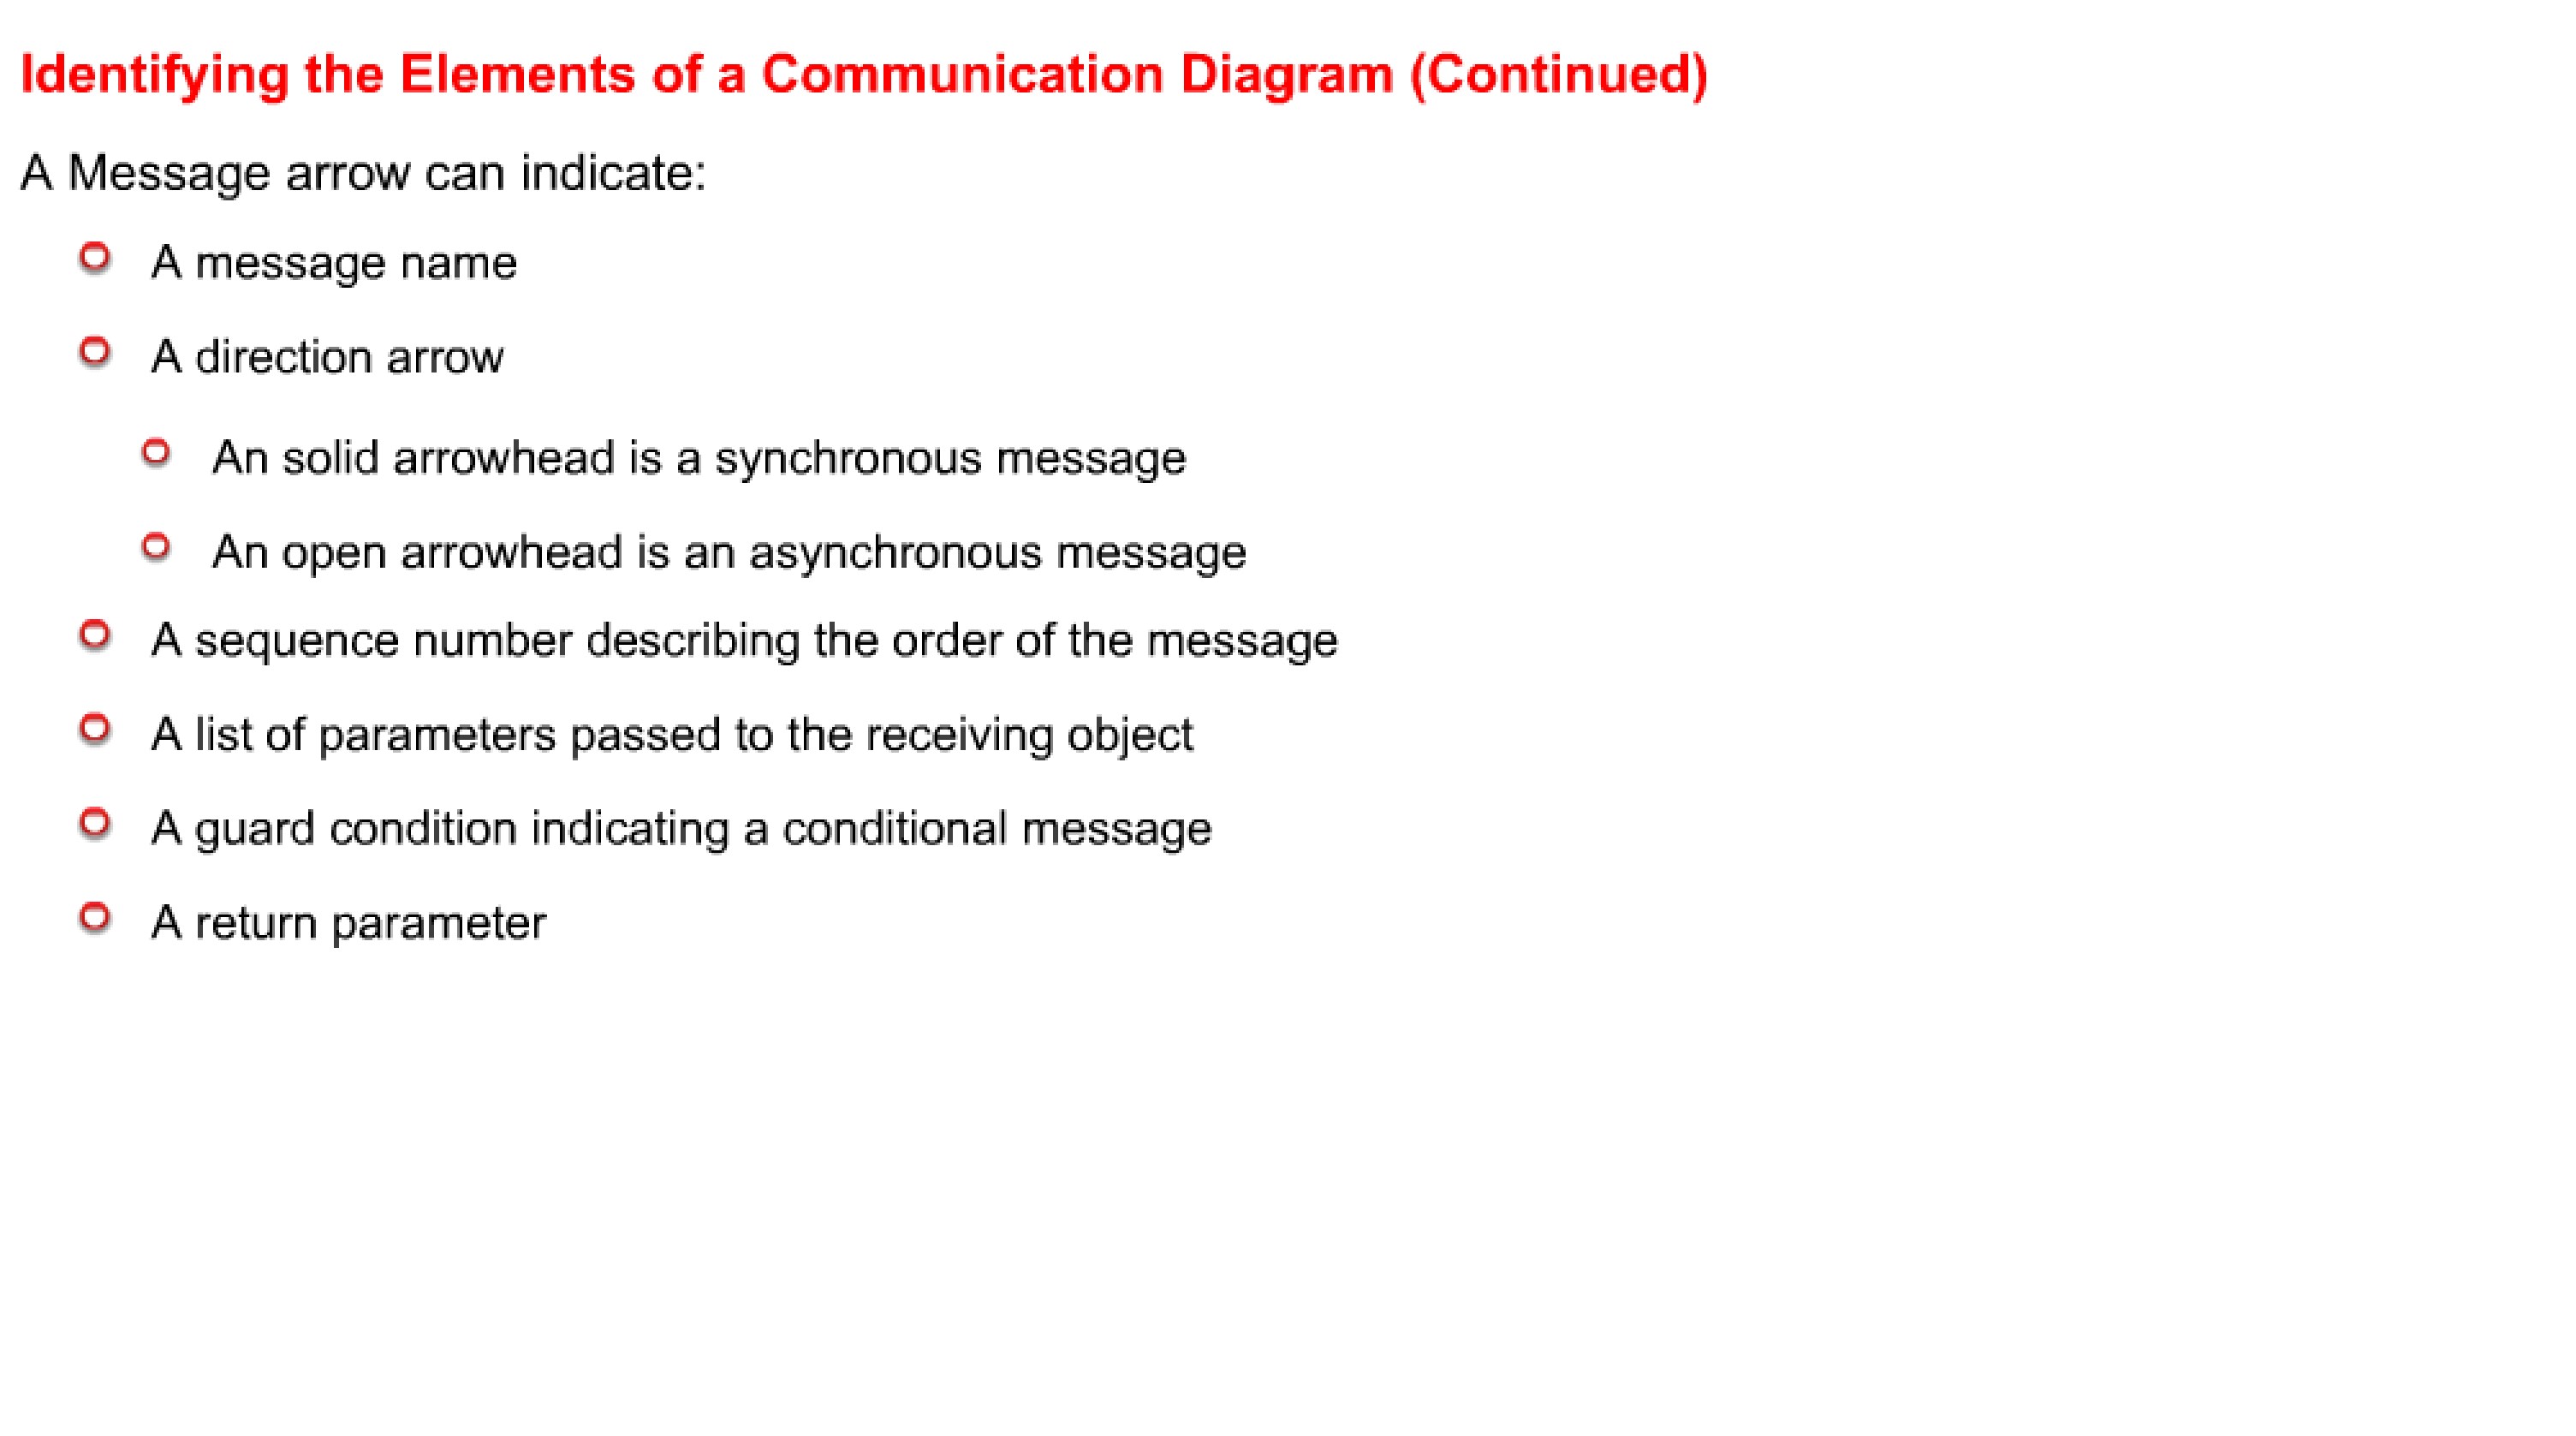 Identifying the Elements of a Communication Diagram (Continued)
A Message arrow can indicate:
A message name
A direction arrow
An solid arrowhead is a synchronous message
An open arrowhead is an asynchronous message
A sequence number describing the order of the message
A list of parameters passed to the receiving object
A guard condition indicating a conditional message
A return parameter